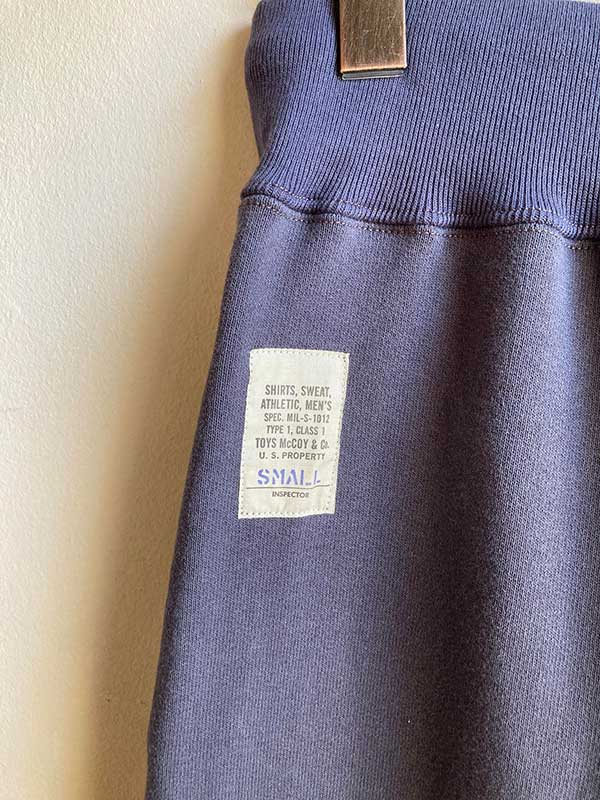 SHIRTS, SWEAT,
ATHLETIC, MEN'S
SPEC. MIL-S-1012
TYPE 1, CLASS 1
TOYS McCOY & Co.
U. S. PROPERTY
SMALL
INSPECTOR